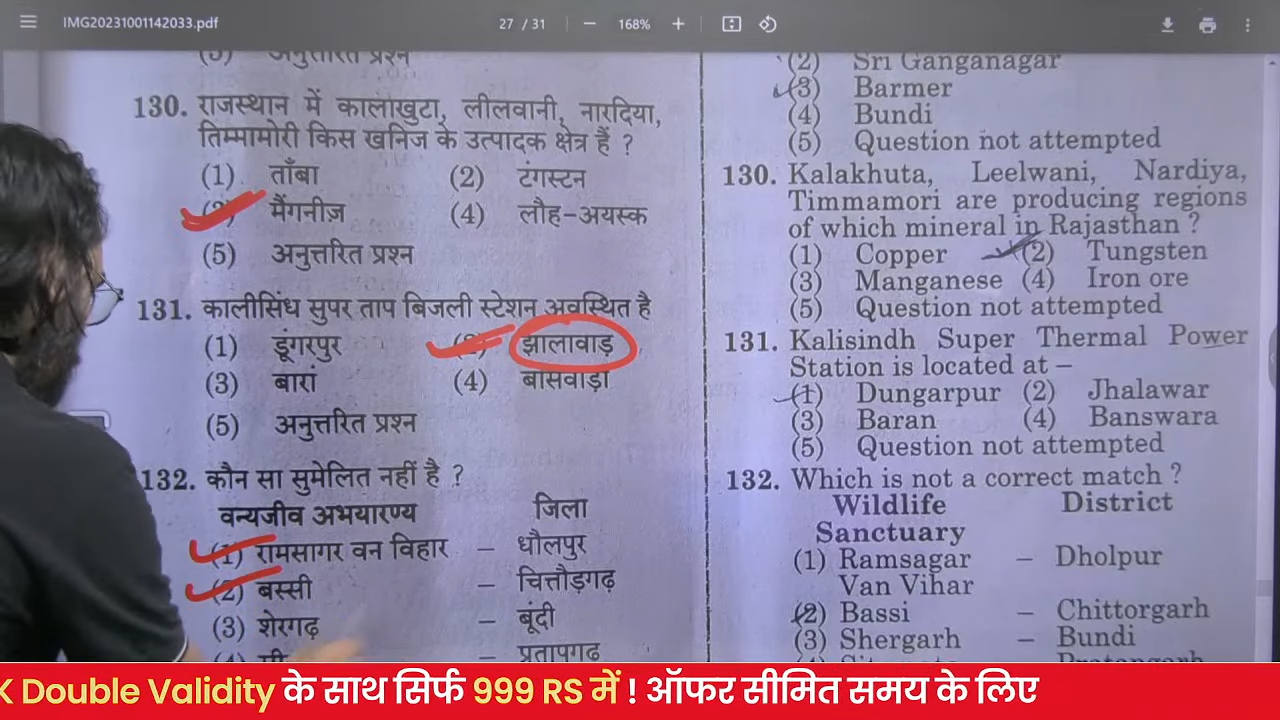 IMG20231001142033.pdf
27 / 31
168%
(5) अनुत्तरित प्रश्न
130. राजस्थान में कालाखुटा, लीलवानी, नारदिया,
तिम्मामोरी किस खनिज के उत्पादक क्षेत्र हैं ?
(1) ताँबा (2) टंगस्टन
(3) मैंगनीज़ (4) लौह-अयस्क
(5) अनुत्तरित प्रश्न
131. कालीसिंध सुपर ताप बिजली स्टेशन अवस्थित है
(1) डूंगरपुर (2) झालावाड़
(3) बारां (4) बांसवाड़ा
(5) अनुत्तरित प्रश्न
132. कौन सा सुमेलित नहीं है ?
वन्यजीव अभयारण्य जिला
(1) रामसागर वन विहार – धौलपुर
(2) बस्सी – चित्तौड़गढ़
(3) शेरगढ़ – बूंदी
– प्रतापगढ़
(2) Sri Ganganagar
(3) Barmer
(4) Bundi
(5) Question not attempted
130. Kalakhuta, Leelwani, Nardiya,
Timmamori are producing regions
of which mineral in Rajasthan ?
(1) Copper (2) Tungsten
(3) Manganese (4) Iron ore
(5) Question not attempted
131. Kalisindh Super Thermal Power
Station is located at –
(1) Dungarpur (2) Jhalawar
(3) Baran (4) Banswara
(5) Question not attempted
132. Which is not a correct match ?
Wildlife District
Sanctuary
(1) Ramsagar – Dholpur
Van Vihar
(2) Bassi – Chittorgarh
(3) Shergarh – Bundi
K Double Validity के साथ सिर्फ 999 RS में ! ऑफर सीमित समय के लिए